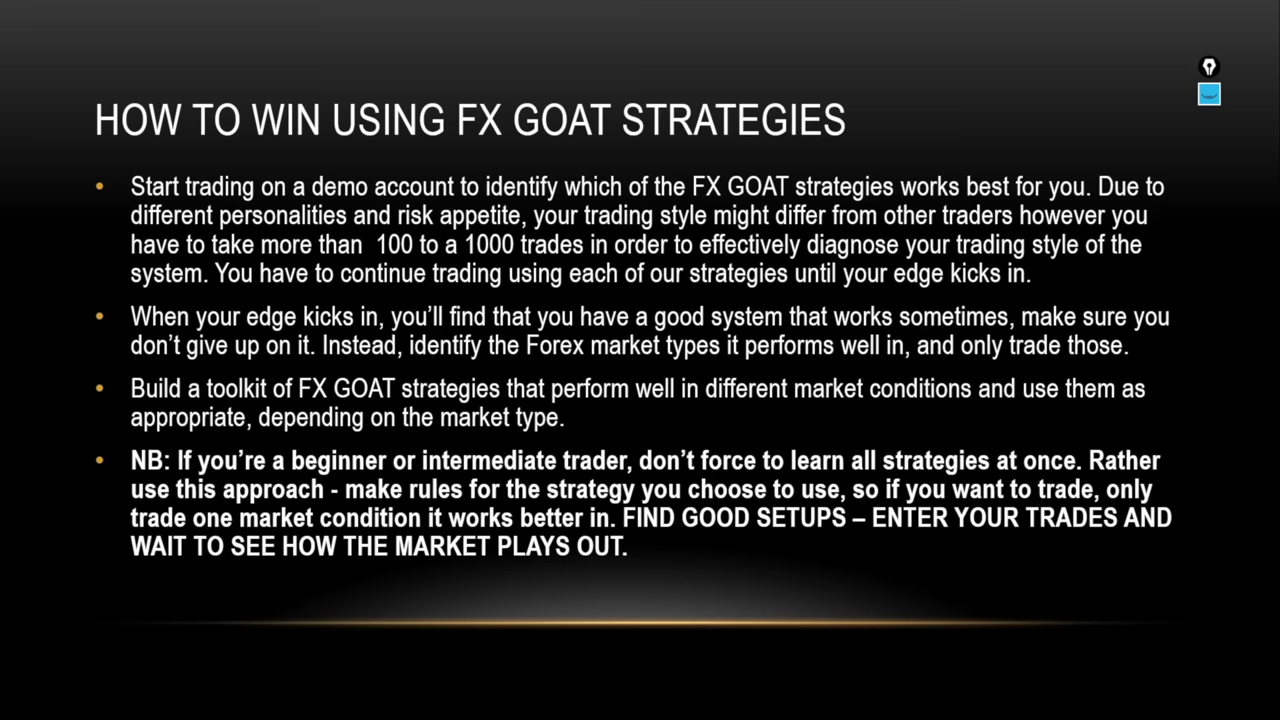 HOW TO WIN USING FX GOAT STRATEGIES
• Start trading on a demo account to identify which of the FX GOAT strategies works best for you. Due to
different personalities and risk appetite, your trading style might differ from other traders however you
have to take more than  100 to a 1000 trades in order to effectively diagnose your trading style of the
system. You have to continue trading using each of our strategies until your edge kicks in.
• When your edge kicks in, you’ll find that you have a good system that works sometimes, make sure you
don’t give up on it. Instead, identify the Forex market types it performs well in, and only trade those.
• Build a toolkit of FX GOAT strategies that perform well in different market conditions and use them as
appropriate, depending on the market type.
• NB: If you’re a beginner or intermediate trader, don’t force to learn all strategies at once. Rather
use this approach - make rules for the strategy you choose to use, so if you want to trade, only
trade one market condition it works better in. FIND GOOD SETUPS – ENTER YOUR TRADES AND
WAIT TO SEE HOW THE MARKET PLAYS OUT.